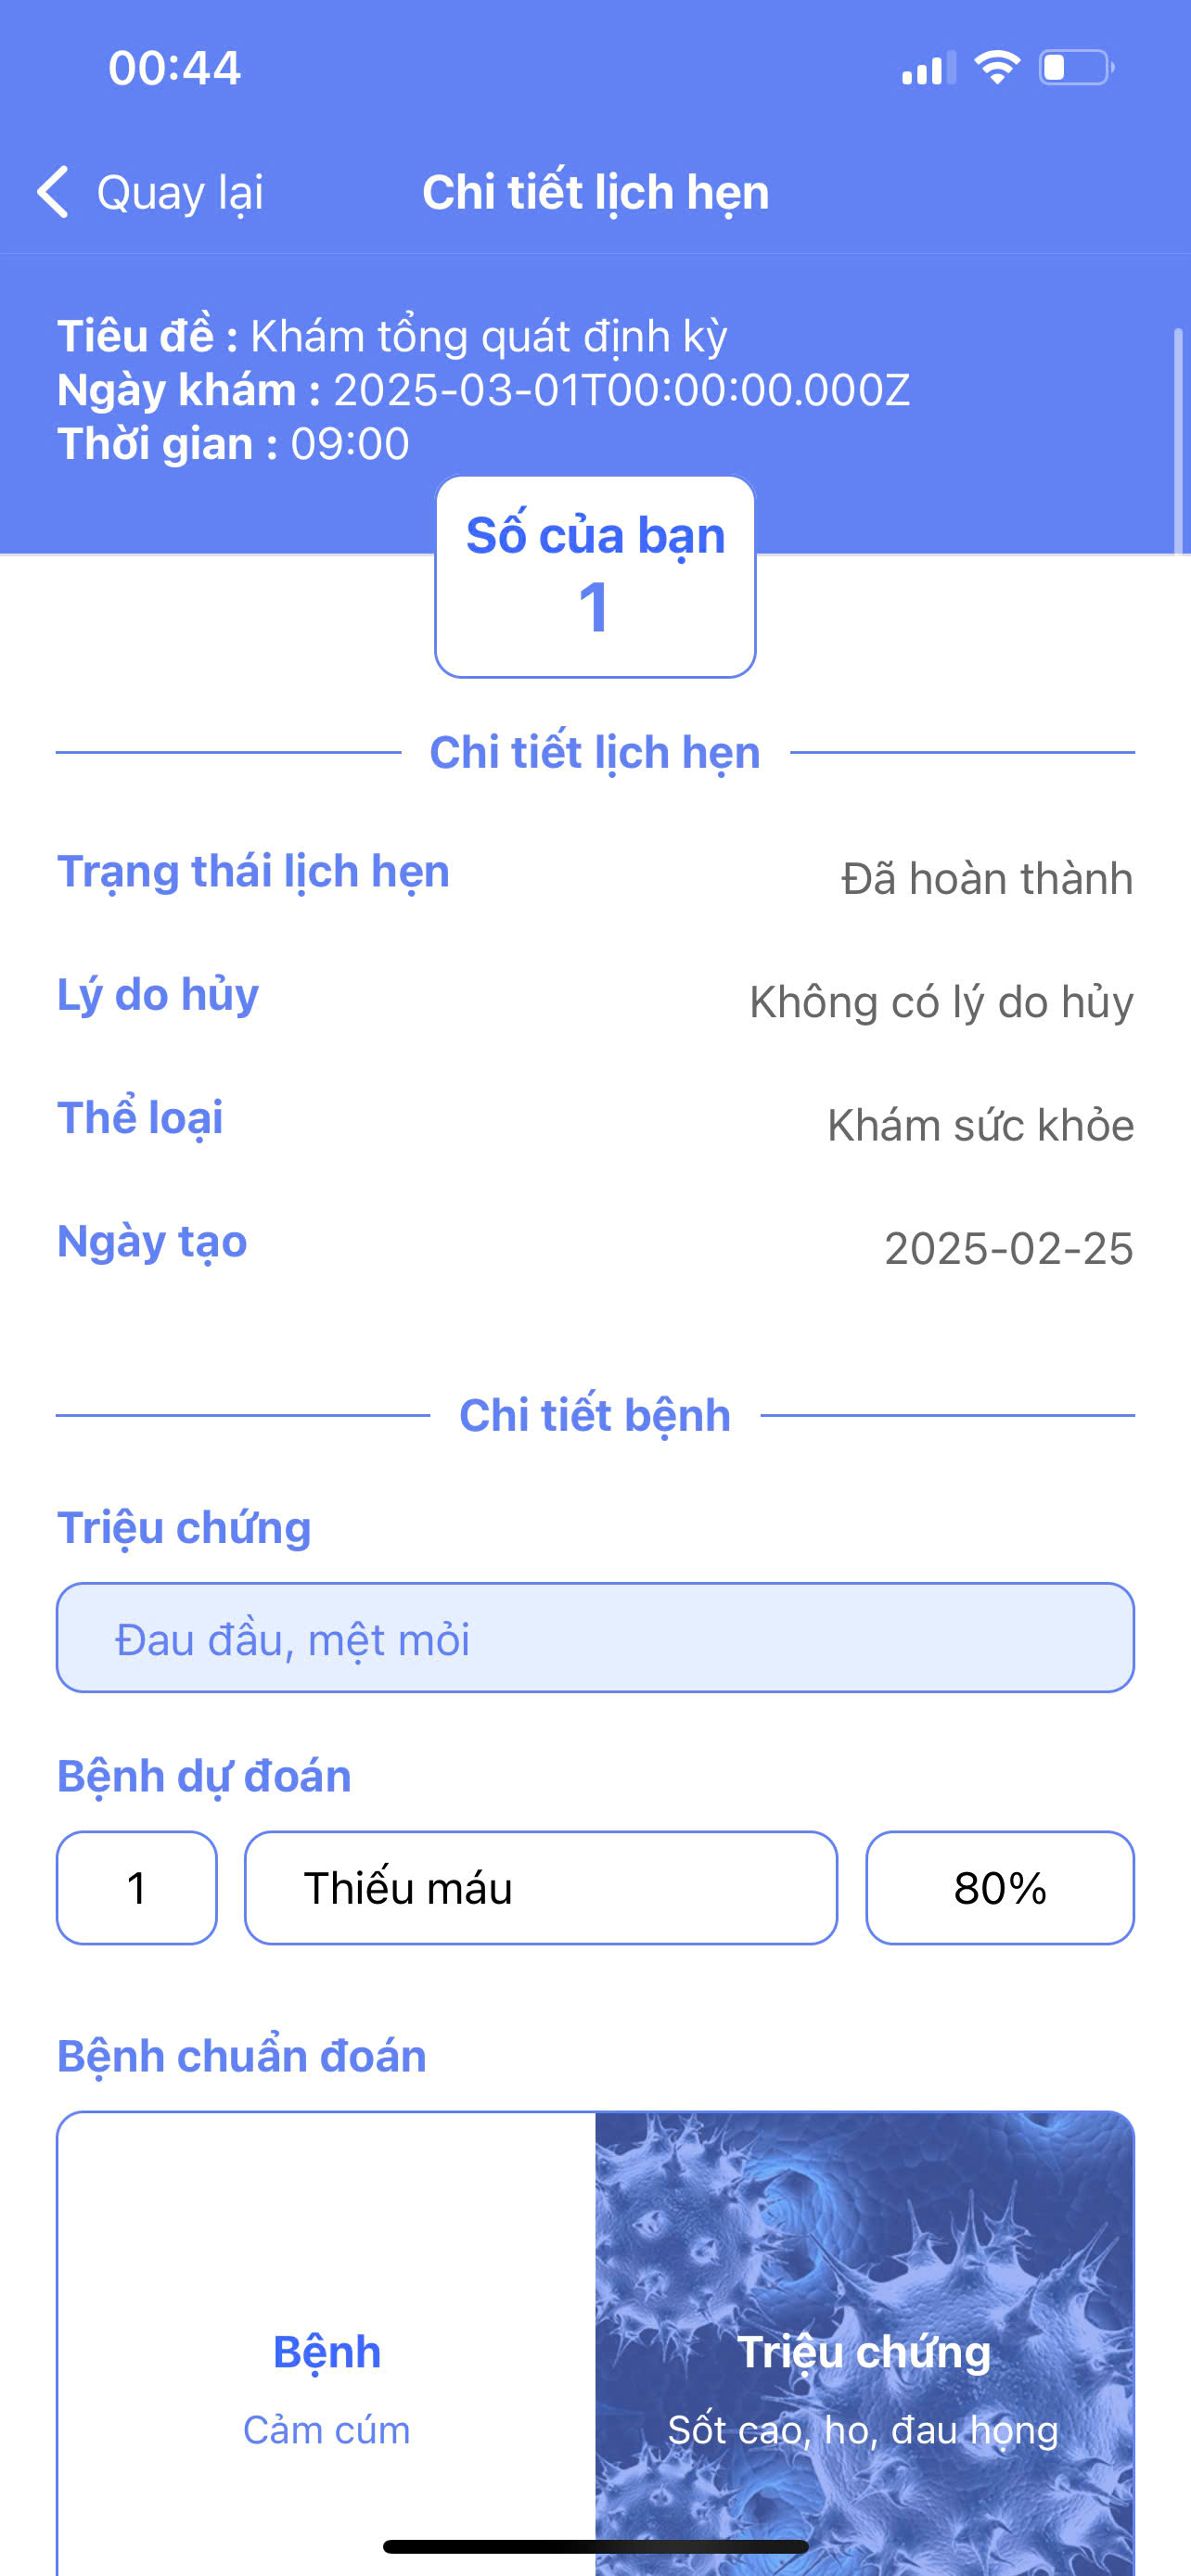 00:44
Quay lại
Chi tiết lịch hẹn
Tiêu đề : Khám tổng quát định kỳ
Ngày khám : 2025-03-01T00:00:00.000Z
Thời gian : 09:00
Số của bạn
1
Chi tiết lịch hẹn
Trạng thái lịch hẹn Đã hoàn thành
Lý do hủy Không có lý do hủy
Thể loại Khám sức khỏe
Ngày tạo 2025-02-25
Chi tiết bệnh
Triệu chứng
Đau đầu, mệt mỏi
Bệnh dự đoán
1 Thiếu máu 80%
Bệnh chuẩn đoán
Bệnh
Cảm cúm
Triệu chứng
Sốt cao, ho, đau họng